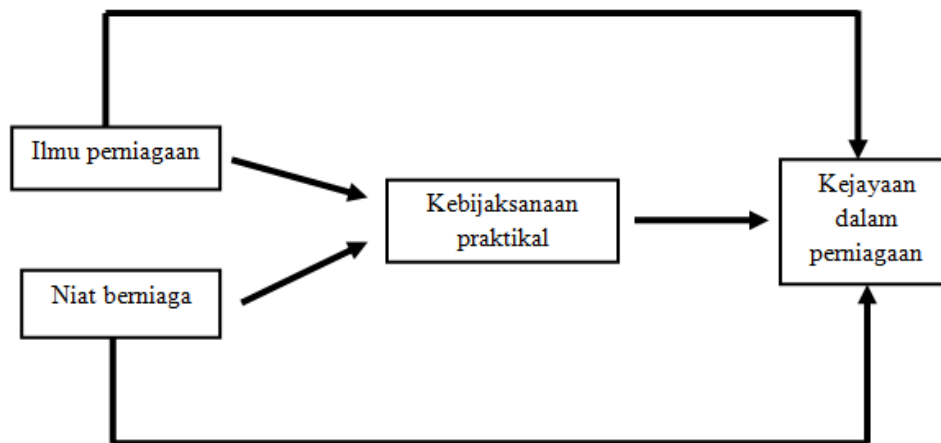 Ilmu perniagaan
Kebijaksanaan
praktikal
Kejayaan
dalam
perniagaan
Niat berniaga